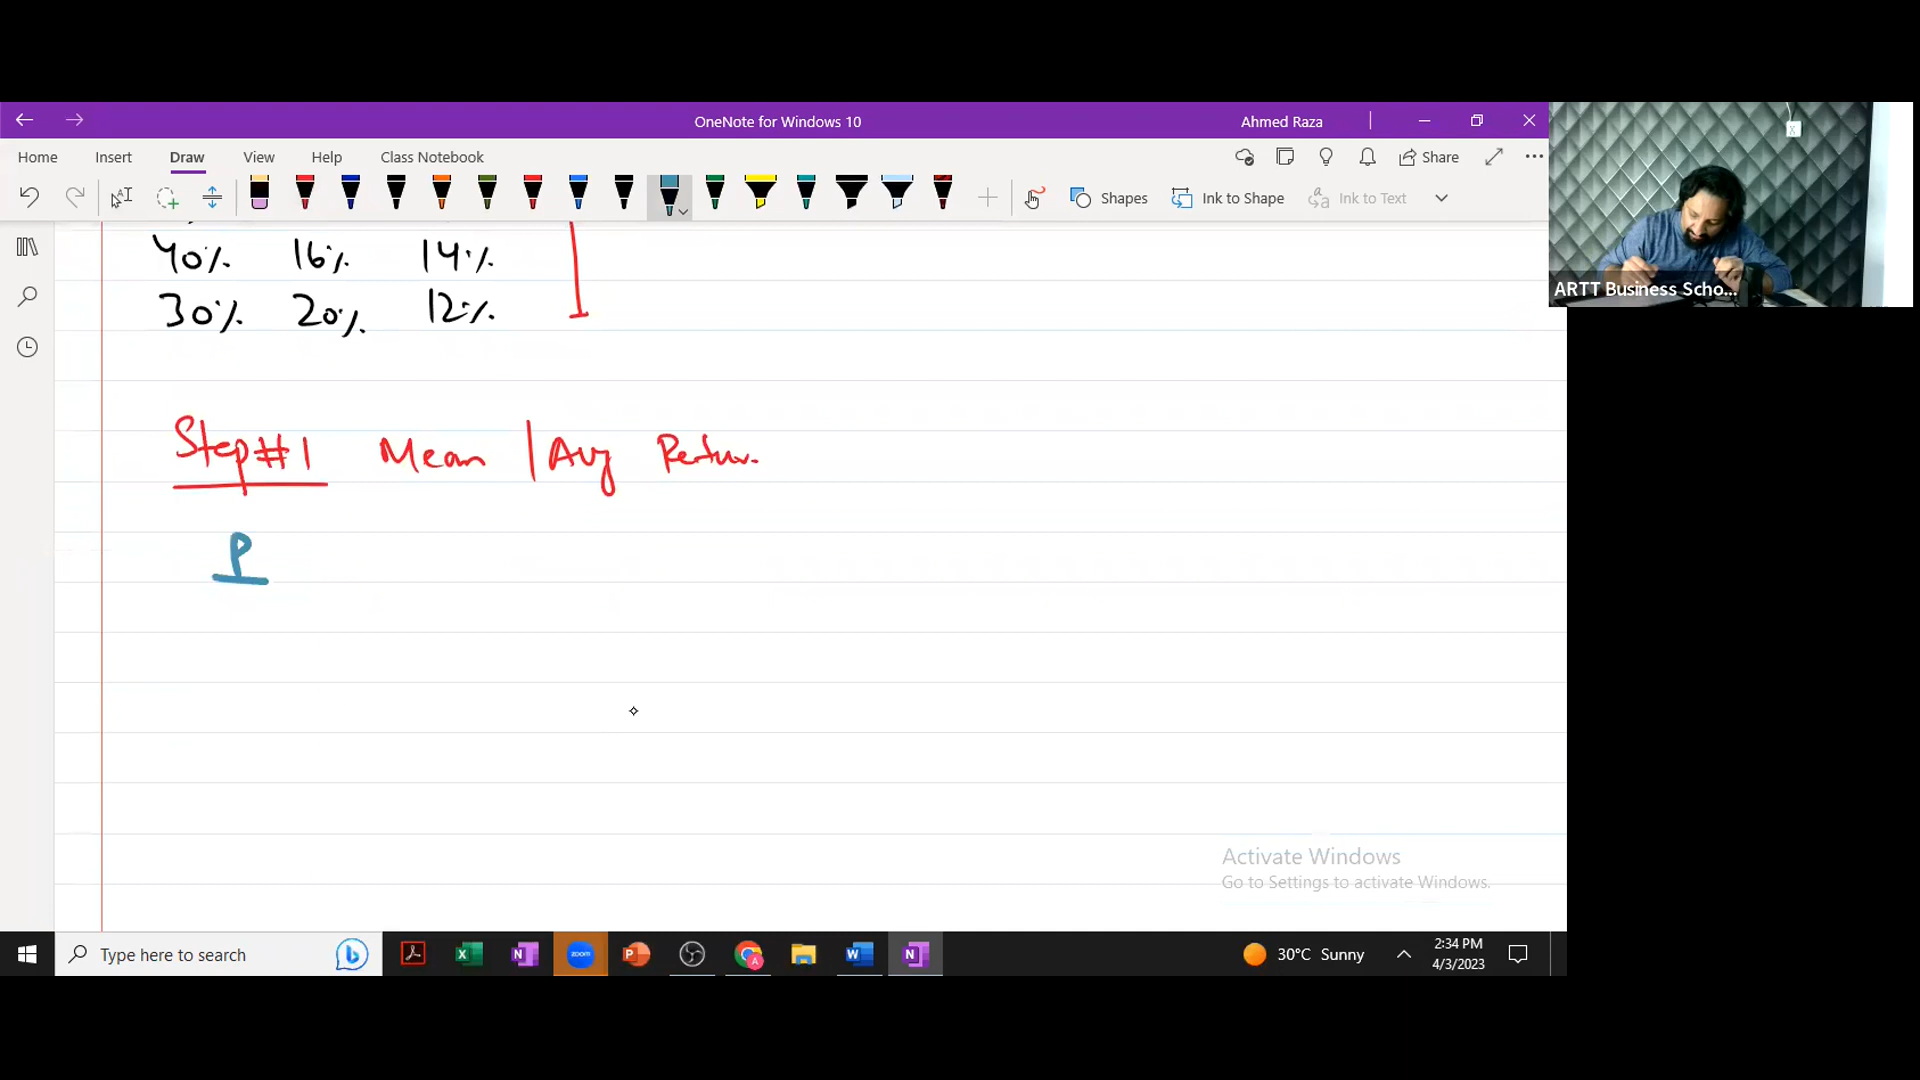 OneNote for Windows 10
Ahmed Raza
Home Insert Draw View Help Class Notebook
Share
Shapes Ink to Shape Ink to Text
40% 16% 14%
30% 20% 12%
ARTT Business Scho...
Step#1 Mean / Avg Return
P
Activate Windows
Go to Settings to activate Windows.
Type here to search
zoom
30°C Sunny
2:34 PM
4/3/2023